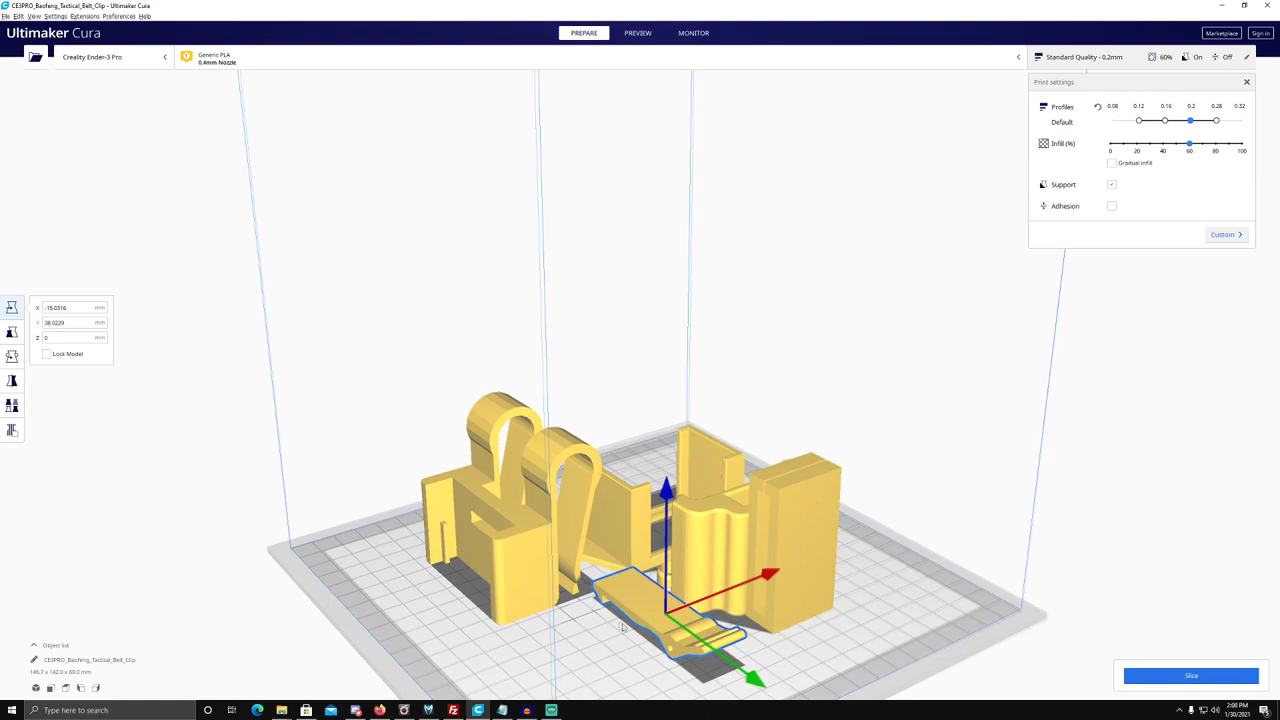 CE3PRO_Baofeng_Tactical_Belt_Clip - Ultimaker Cura
File Edit View Settings Extensions Preferences Help
Ultimaker Cura
PREPARE
PREVIEW
MONITOR
Marketplace
Sign in
Creality Ender-3 Pro
Generic PLA
0.4mm Nozzle
Standard Quality - 0.2mm
60%
On
Off
Print settings
Profiles
0.08 0.12 0.16 0.2 0.28 0.32
Default
Infill (%)
0 20 40 60 80 100
Gradual infill
Support
Adhesion
Custom
X -15.0316 mm
Y 38.0229 mm
Z 0 mm
Lock Model
Object list
CE3PRO_Baofeng_Tactical_Belt_Clip
146.7 x 142.0 x 69.0 mm
Slice
Type here to search
2:08 PM
1/30/2021